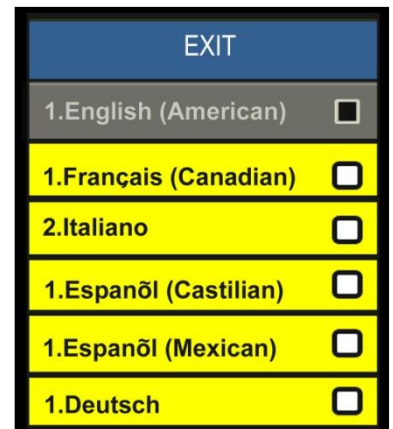 EXIT
1.English (American)
1.Français (Canadian)
2.Italiano
1.Espanõl (Castilian)
1.Espanõl (Mexican)
1.Deutsch